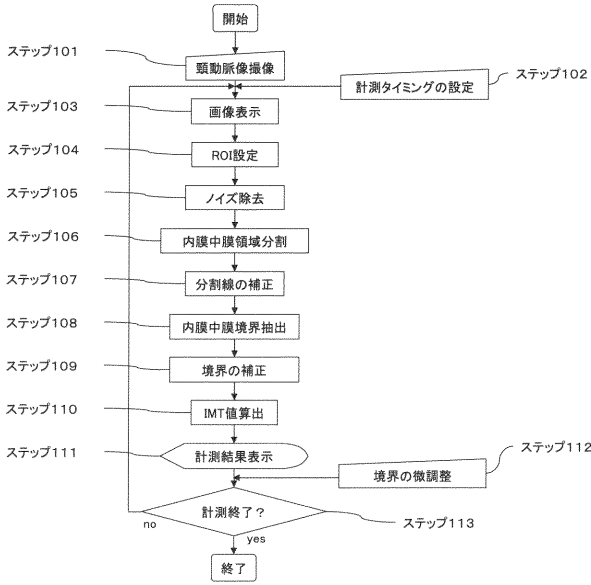 開始
ステップ101
頸動脈像撮像
ステップ102
計測タイミングの設定
ステップ103
画像表示
ステップ104
ROI設定
ステップ105
ノイズ除去
ステップ106
内膜中膜領域分割
ステップ107
分割線の補正
ステップ108
内膜中膜境界抽出
ステップ109
境界の補正
ステップ110
IMT値算出
ステップ111
計測結果表示
ステップ112
境界の微調整
計測終了？
ステップ113
no
yes
終了